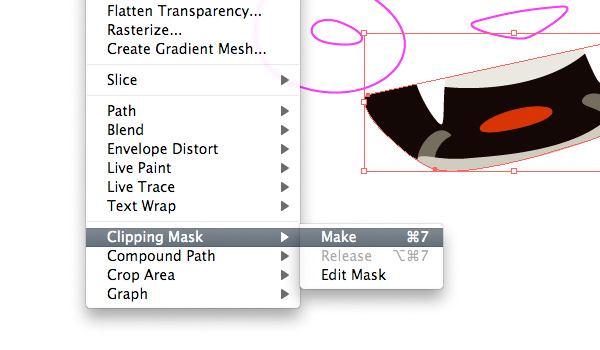 Flatten Transparency...
Rasterize...
Create Gradient Mesh...
Slice
Path
Blend
Envelope Distort
Live Paint
Live Trace
Text Wrap
Clipping Mask
Make ⌘7
Compound Path
Release ⌥⌘7
Crop Area
Edit Mask
Graph